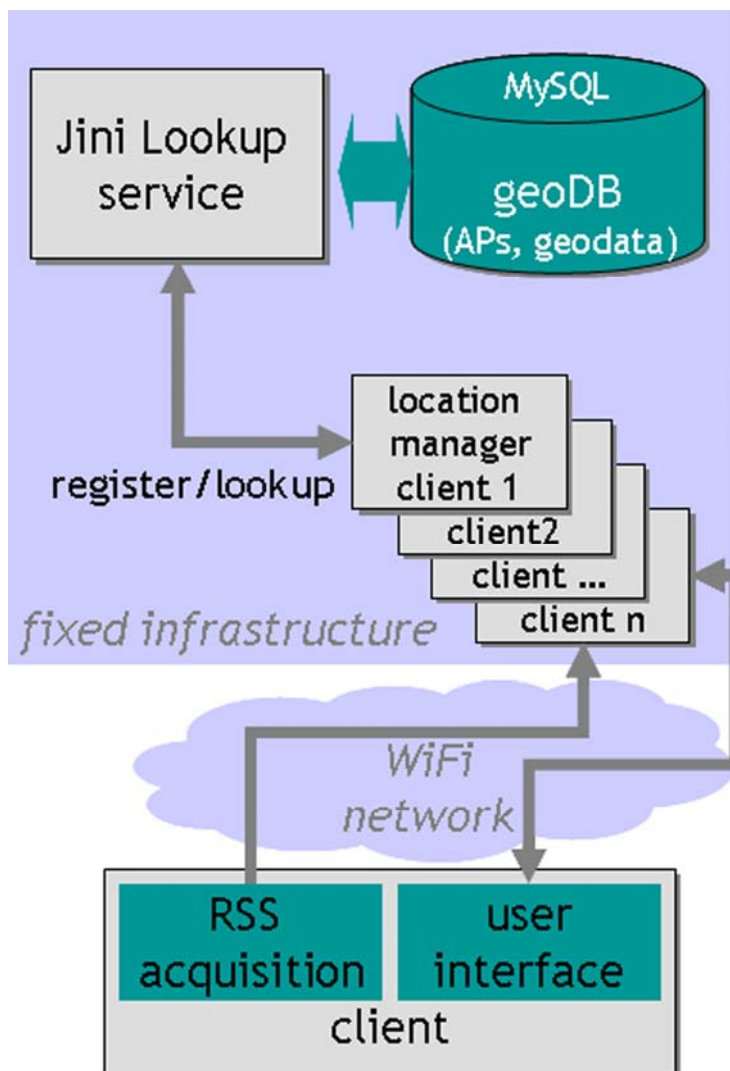 Jini Lookup
service
MySQL
geoDB
(APs, geodata)
location
manager
client 1
register/lookup
client2
client ...
client n
fixed infrastructure
WiFi
network
RSS
acquisition
user
interface
client